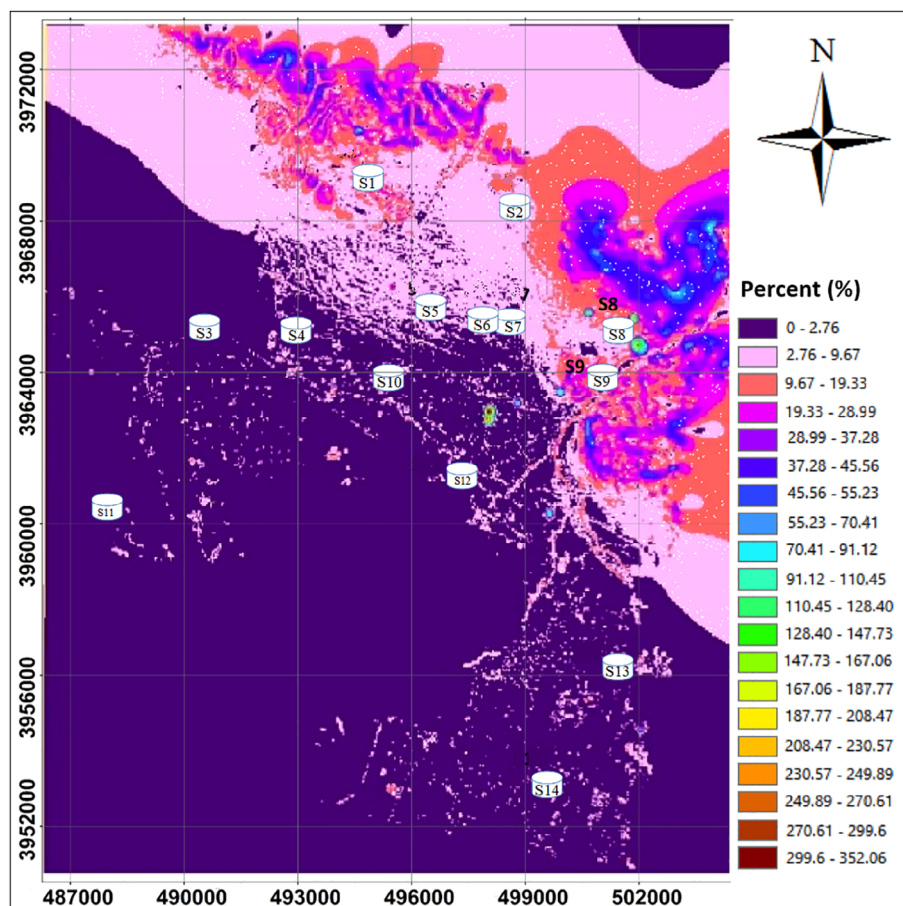 N
3972000
3968000
3964000
3960000
3956000
3952000
S1
S2
S3
S4
5
S5
S6
7
S7
S8
S8
S9
S9
S10
S11
S12
S13
S14
487000 490000 493000 496000 499000 502000
Percent (%)
0 - 2.76
2.76 - 9.67
9.67 - 19.33
19.33 - 28.99
28.99 - 37.28
37.28 - 45.56
45.56 - 55.23
55.23 - 70.41
70.41 - 91.12
91.12 - 110.45
110.45 - 128.40
128.40 - 147.73
147.73 - 167.06
167.06 - 187.77
187.77 - 208.47
208.47 - 230.57
230.57 - 249.89
249.89 - 270.61
270.61 - 299.6
299.6 - 352.06